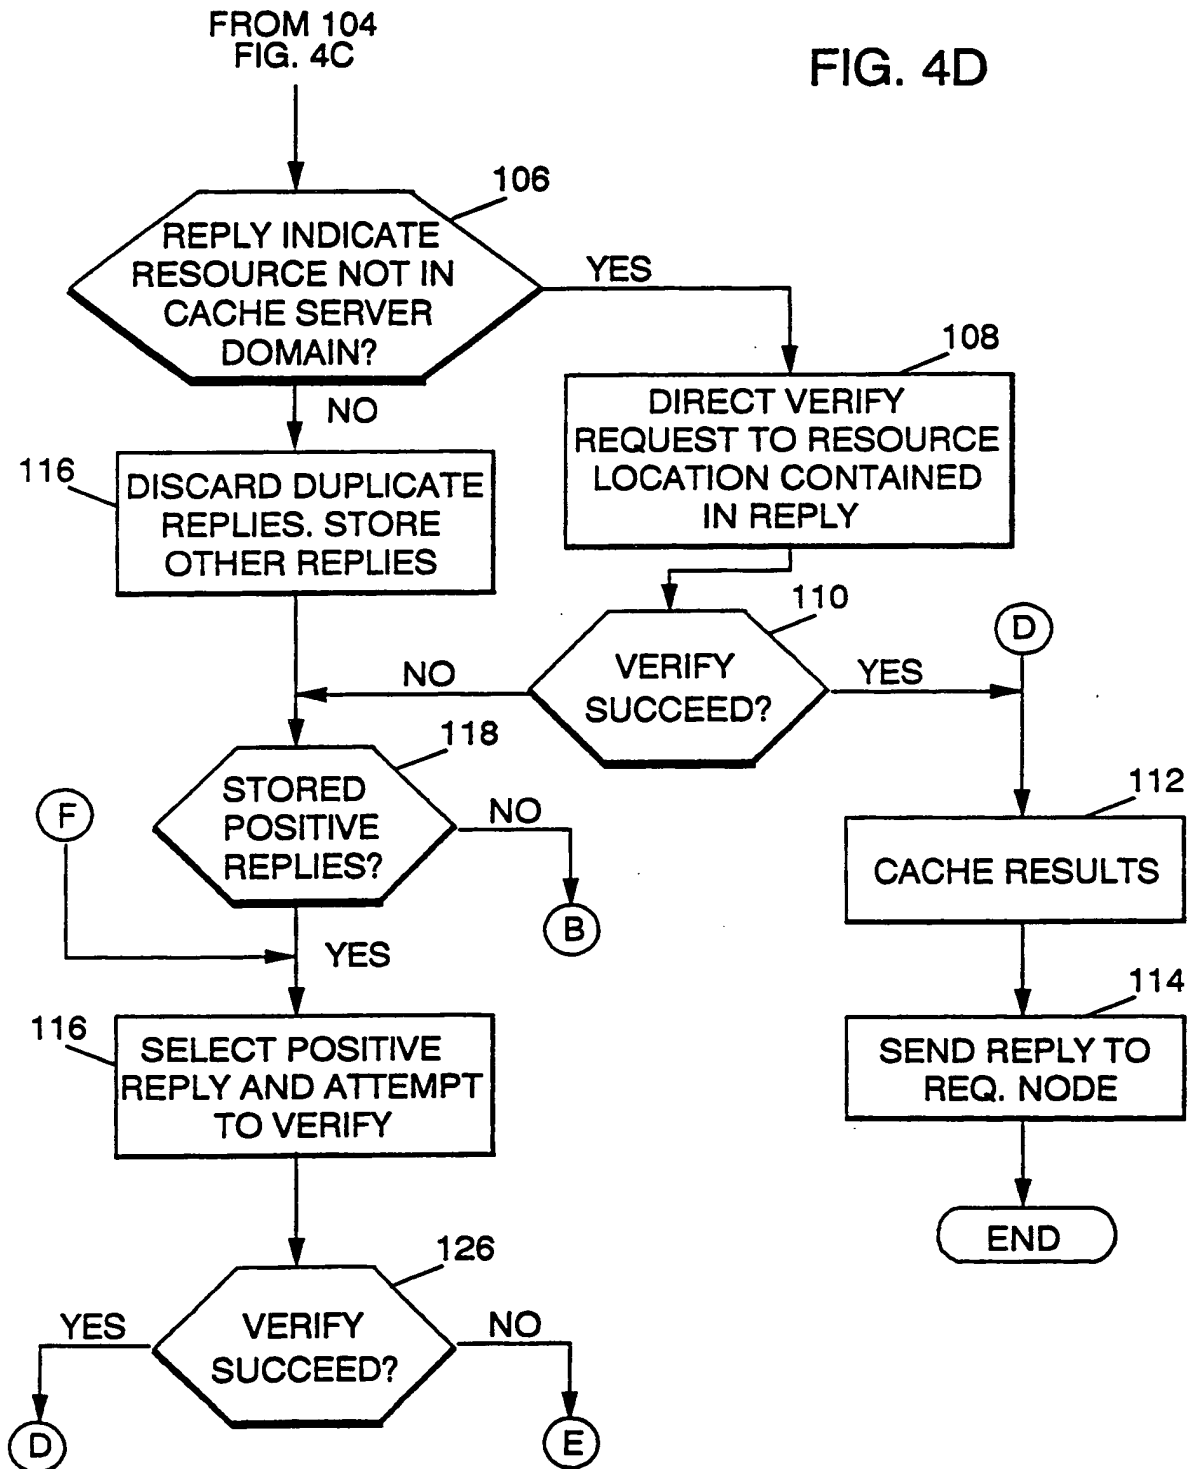 FROM 104
FIG. 4C
FIG. 4D
106
REPLY INDICATE
RESOURCE NOT IN
CACHE SERVER
DOMAIN?
YES
NO
108
DIRECT VERIFY
REQUEST TO RESOURCE
LOCATION CONTAINED
IN REPLY
116
DISCARD DUPLICATE
REPLIES. STORE
OTHER REPLIES
110
VERIFY
SUCCEED?
NO
YES
D
118
STORED
POSITIVE
REPLIES?
F
NO
B
YES
112
CACHE RESULTS
116
SELECT POSITIVE
REPLY AND ATTEMPT
TO VERIFY
114
SEND REPLY TO
REQ. NODE
END
126
VERIFY
SUCCEED?
YES
NO
D
E